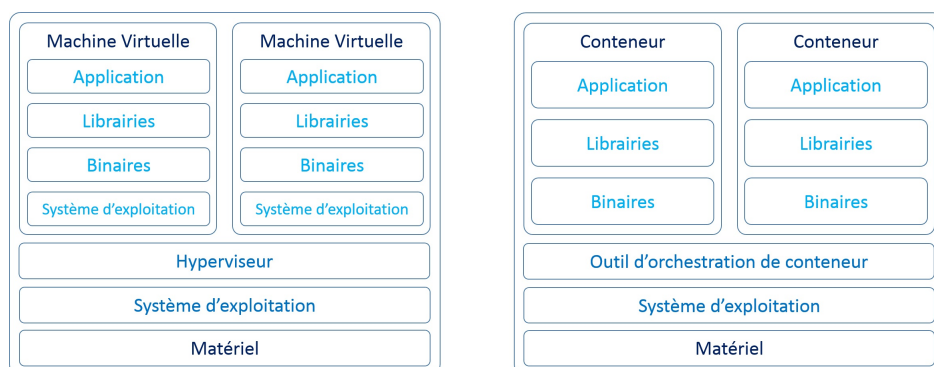 Machine Virtuelle
Application
Librairies
Binaires
Système d'exploitation
Machine Virtuelle
Application
Librairies
Binaires
Système d'exploitation
Hyperviseur
Système d'exploitation
Matériel
Conteneur
Application
Librairies
Binaires
Conteneur
Application
Librairies
Binaires
Outil d'orchestration de conteneur
Système d'exploitation
Matériel